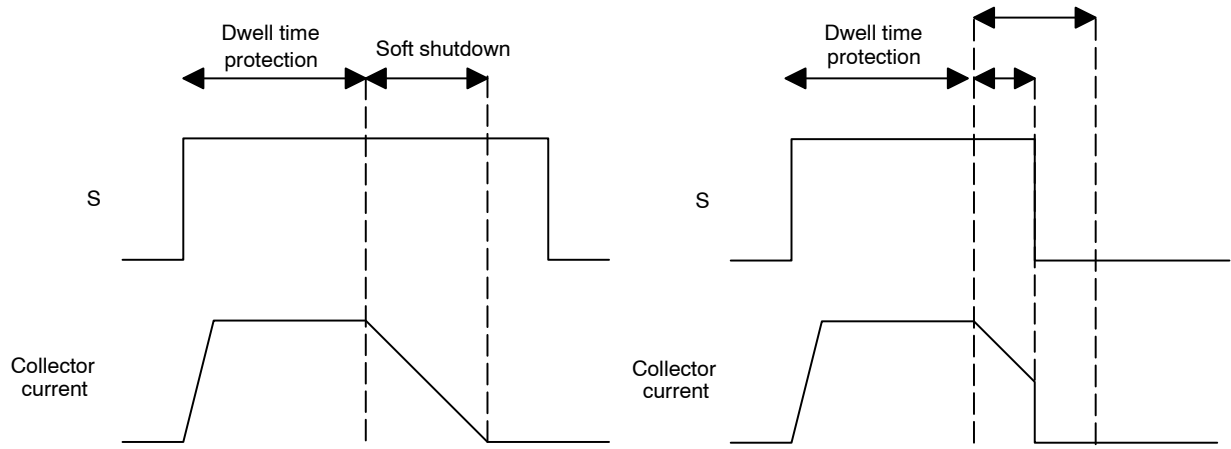 Dwell time
protection
Soft shutdown
S
Collector
current
Dwell time
protection
S
Collector
current